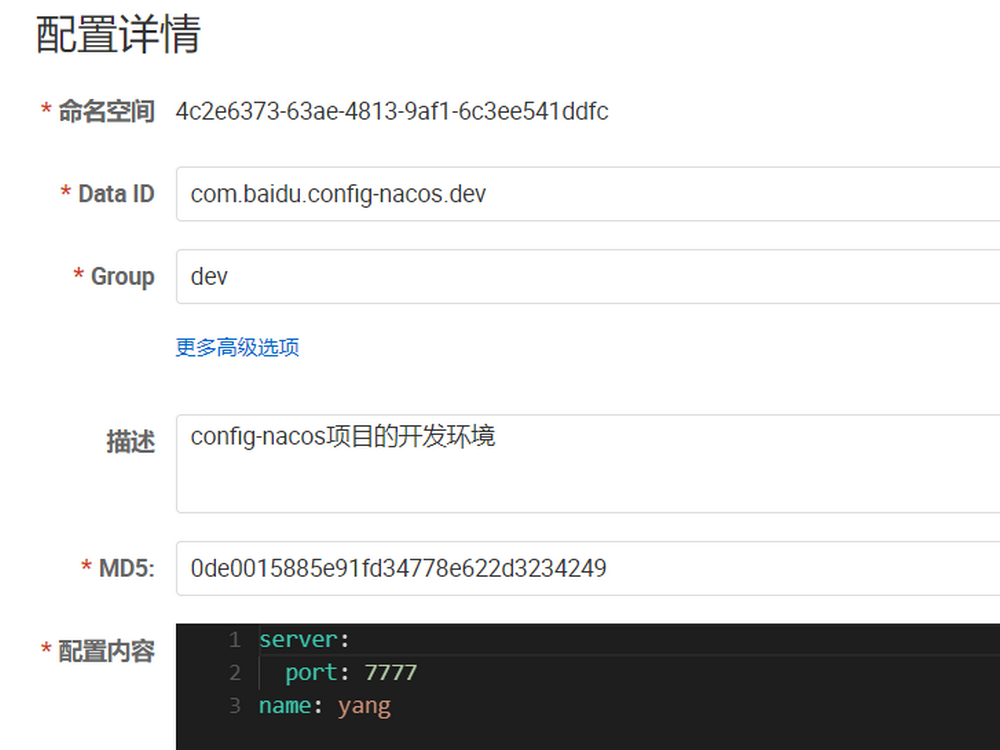 配置详情
* 命名空间 4c2e6373-63ae-4813-9af1-6c3ee541ddfc
* Data ID com.baidu.config-nacos.dev
* Group dev
更多高级选项
描述 config-nacos项目的开发环境
* MD5: 0de0015885e91fd34778e622d3234249
* 配置内容 1 server:
2 port: 7777
3 name: yang